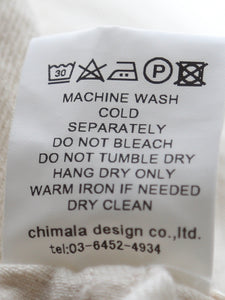 30 P
MACHINE WASH
COLD
SEPARATELY
DO NOT BLEACH
DO NOT TUMBLE DRY
HANG DRY ONLY
WARM IRON IF NEEDED
DRY CLEAN
chimala design co.,ltd.
tel:03-6452-4934